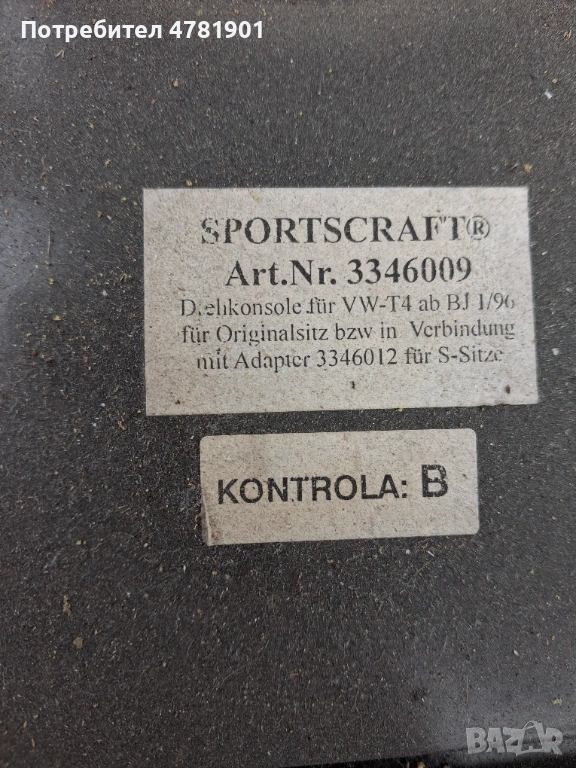 Потребител 4781901
SPORTSCRAFT®
Art.Nr. 3346009
Drehkonsole für VW-T4 ab BJ 1/96
für Originalsitz bzw in Verbindung
mit Adapter 3346012 für S-Sitze
KONTROLA: B
BAZAR